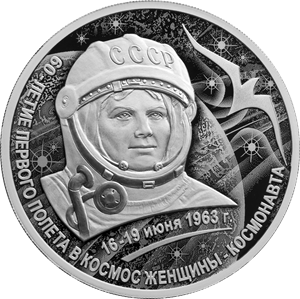 СССР
60-ЛЕТИЕ ПЕРВОГО ПОЛЕТА В КОСМОС ЖЕНЩИНЫ-КОСМОНАВТА
16-19 июня 1963 г.